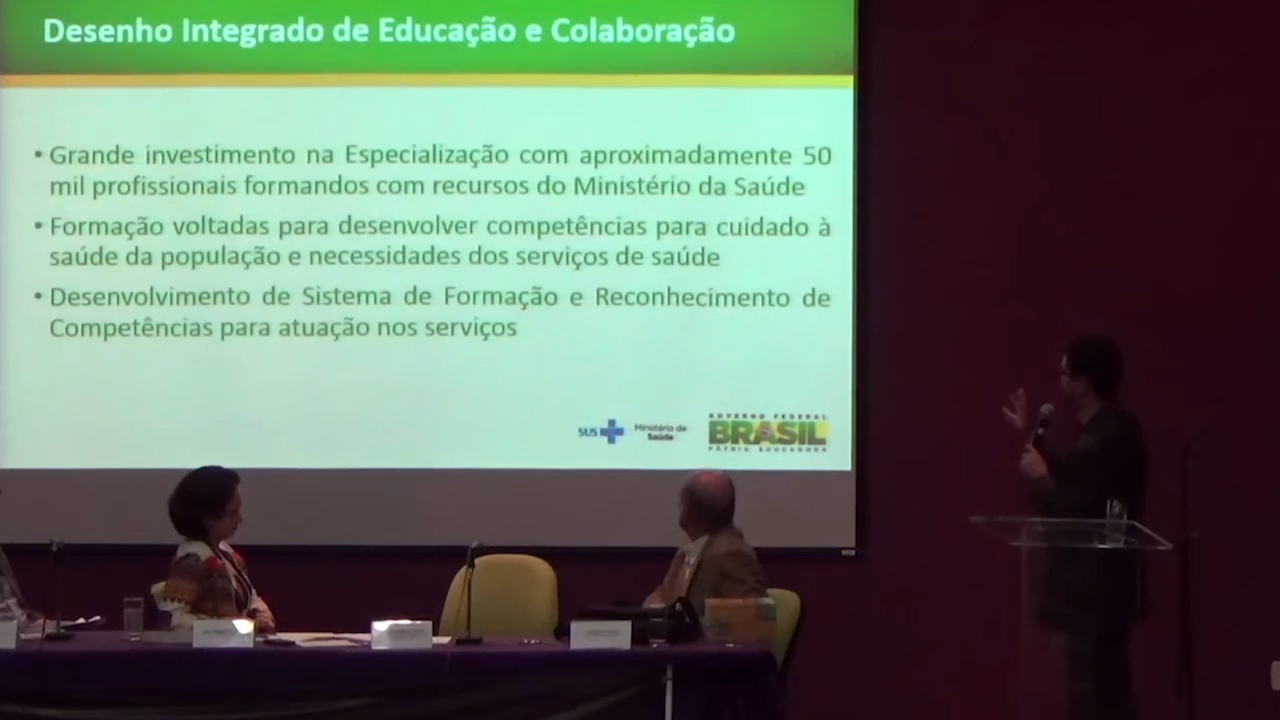 Desenho Integrado de Educação e Colaboração
• Grande investimento na Especialização com aproximadamente 50
mil profissionais formandos com recursos do Ministério da Saúde
• Formação voltadas para desenvolver competências para cuidado à
saúde da população e necessidades dos serviços de saúde
• Desenvolvimento de Sistema de Formação e Reconhecimento de
Competências para atuação nos serviços
SUS
Ministério da
Saúde
GOVERNO FEDERAL
BRASIL
PÁTRIA EDUCADORA